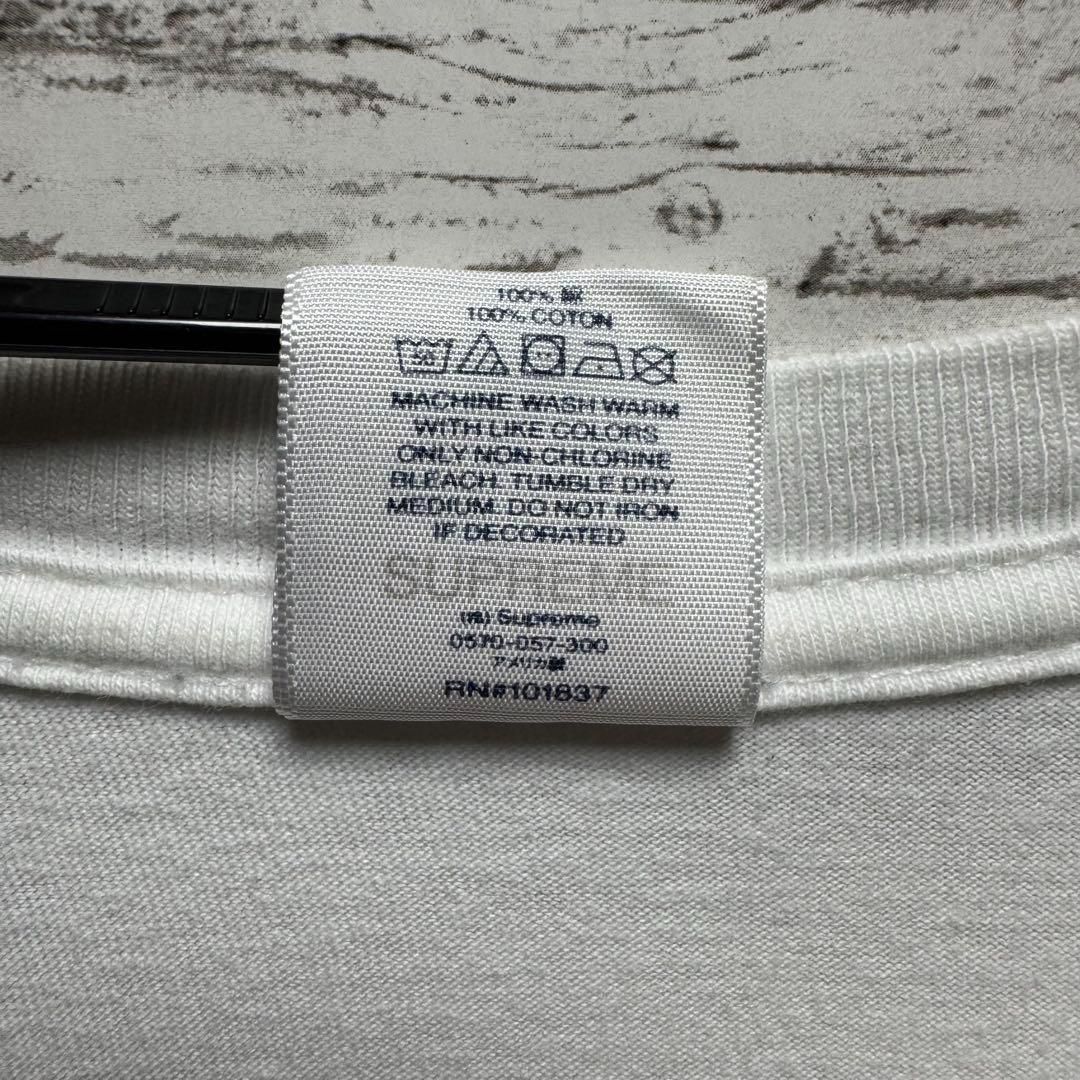 100% 綿
100% COTON
MACHINE WASH WARM
WITH LIKE COLORS
ONLY NON-CHLORINE
BLEACH. TUMBLE DRY
MEDIUM. DO NOT IRON
IF DECORATED
SUPREME
Supreme
0570-057-300
アメリカ製
RN#101837